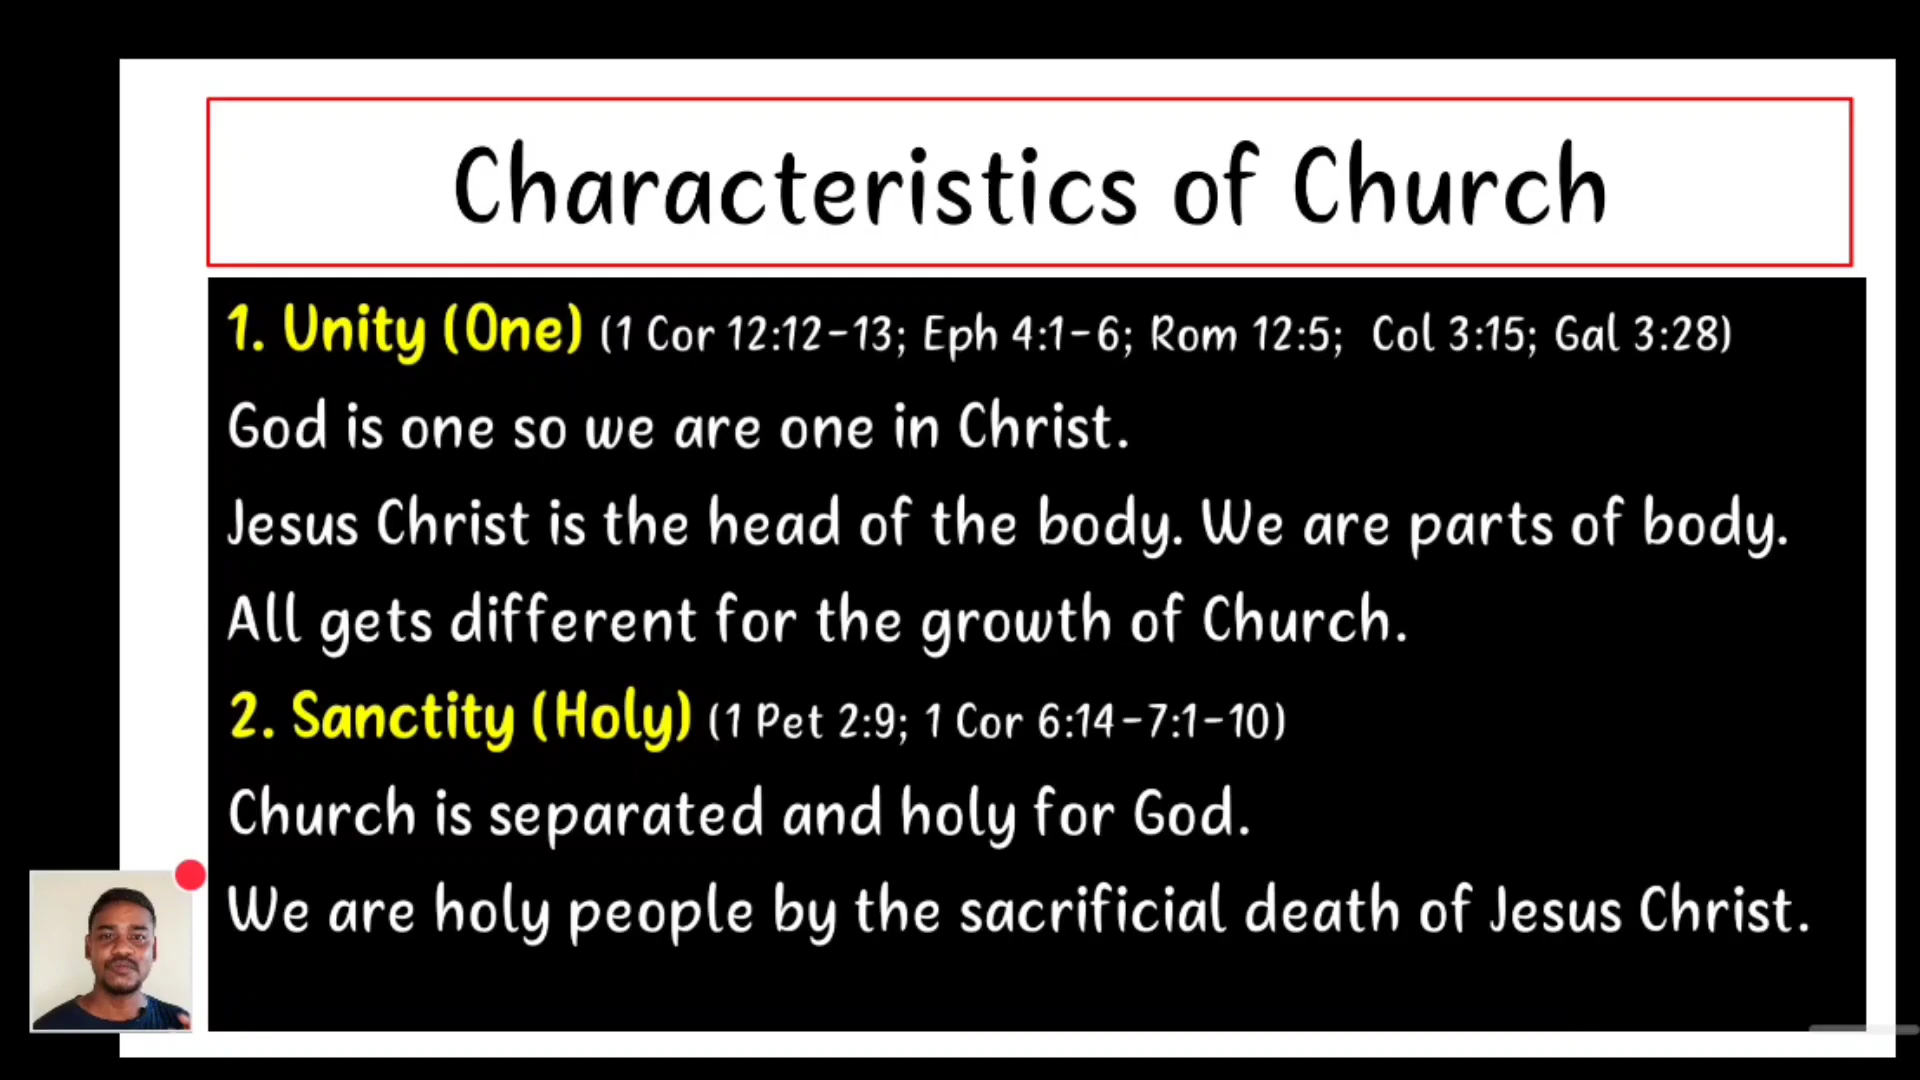 Characteristics of Church
1. Unity (One) (1 Cor 12:12-13; Eph 4:1-6; Rom 12:5; Col 3:15; Gal 3:28)
God is one so we are one in Christ.
Jesus Christ is the head of the body. We are parts of body.
All gets different for the growth of Church.
2. Sanctity (Holy) (1 Pet 2:9; 1 Cor 6:14-7:1-10)
Church is separated and holy for God.
We are holy people by the sacrificial death of Jesus Christ.